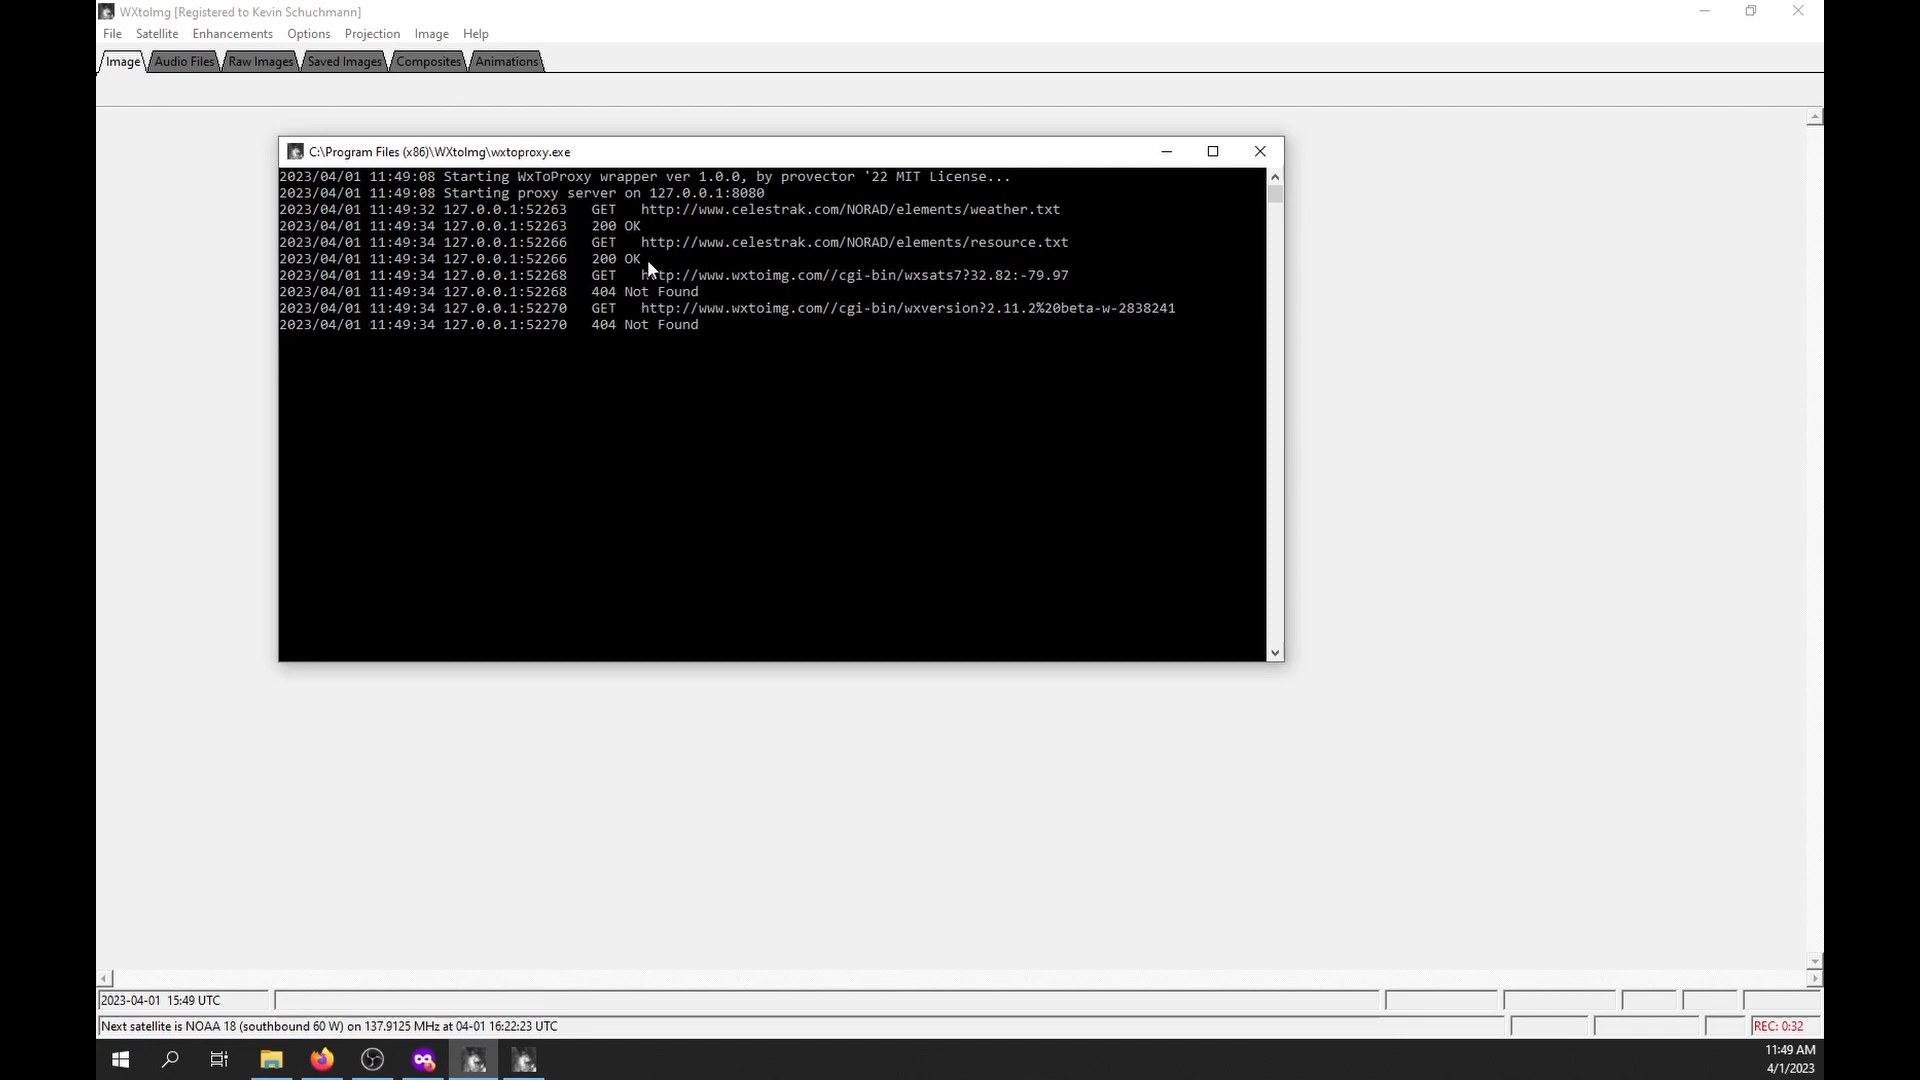 WXtoImg [Registered to Kevin Schuchmann]
File Satellite Enhancements Options Projection Image Help
Image Audio Files Raw Images Saved Images Composites Animations
C:\Program Files (x86)\WXtoImg\wxtoproxy.exe
2023/04/01 11:49:08 Starting WxToProxy wrapper ver 1.0.0, by provector '22 MIT License...
2023/04/01 11:49:08 Starting proxy server on 127.0.0.1:8080
2023/04/01 11:49:32 127.0.0.1:52263 GET http://www.celestrak.com/NORAD/elements/weather.txt
2023/04/01 11:49:34 127.0.0.1:52263 200 OK
2023/04/01 11:49:34 127.0.0.1:52266 GET http://www.celestrak.com/NORAD/elements/resource.txt
2023/04/01 11:49:34 127.0.0.1:52266 200 OK
2023/04/01 11:49:34 127.0.0.1:52268 GET http://www.wxtoimg.com//cgi-bin/wxsats7?32.82:-79.97
2023/04/01 11:49:34 127.0.0.1:52268 404 Not Found
2023/04/01 11:49:34 127.0.0.1:52270 GET http://www.wxtoimg.com//cgi-bin/wxversion?2.11.2%20beta-w-2838241
2023/04/01 11:49:34 127.0.0.1:52270 404 Not Found
2023-04-01 15:49 UTC
Next satellite is NOAA 18 (southbound 60 W) on 137.9125 MHz at 04-01 16:22:23 UTC
REC: 0:32
11:49 AM
4/1/2023